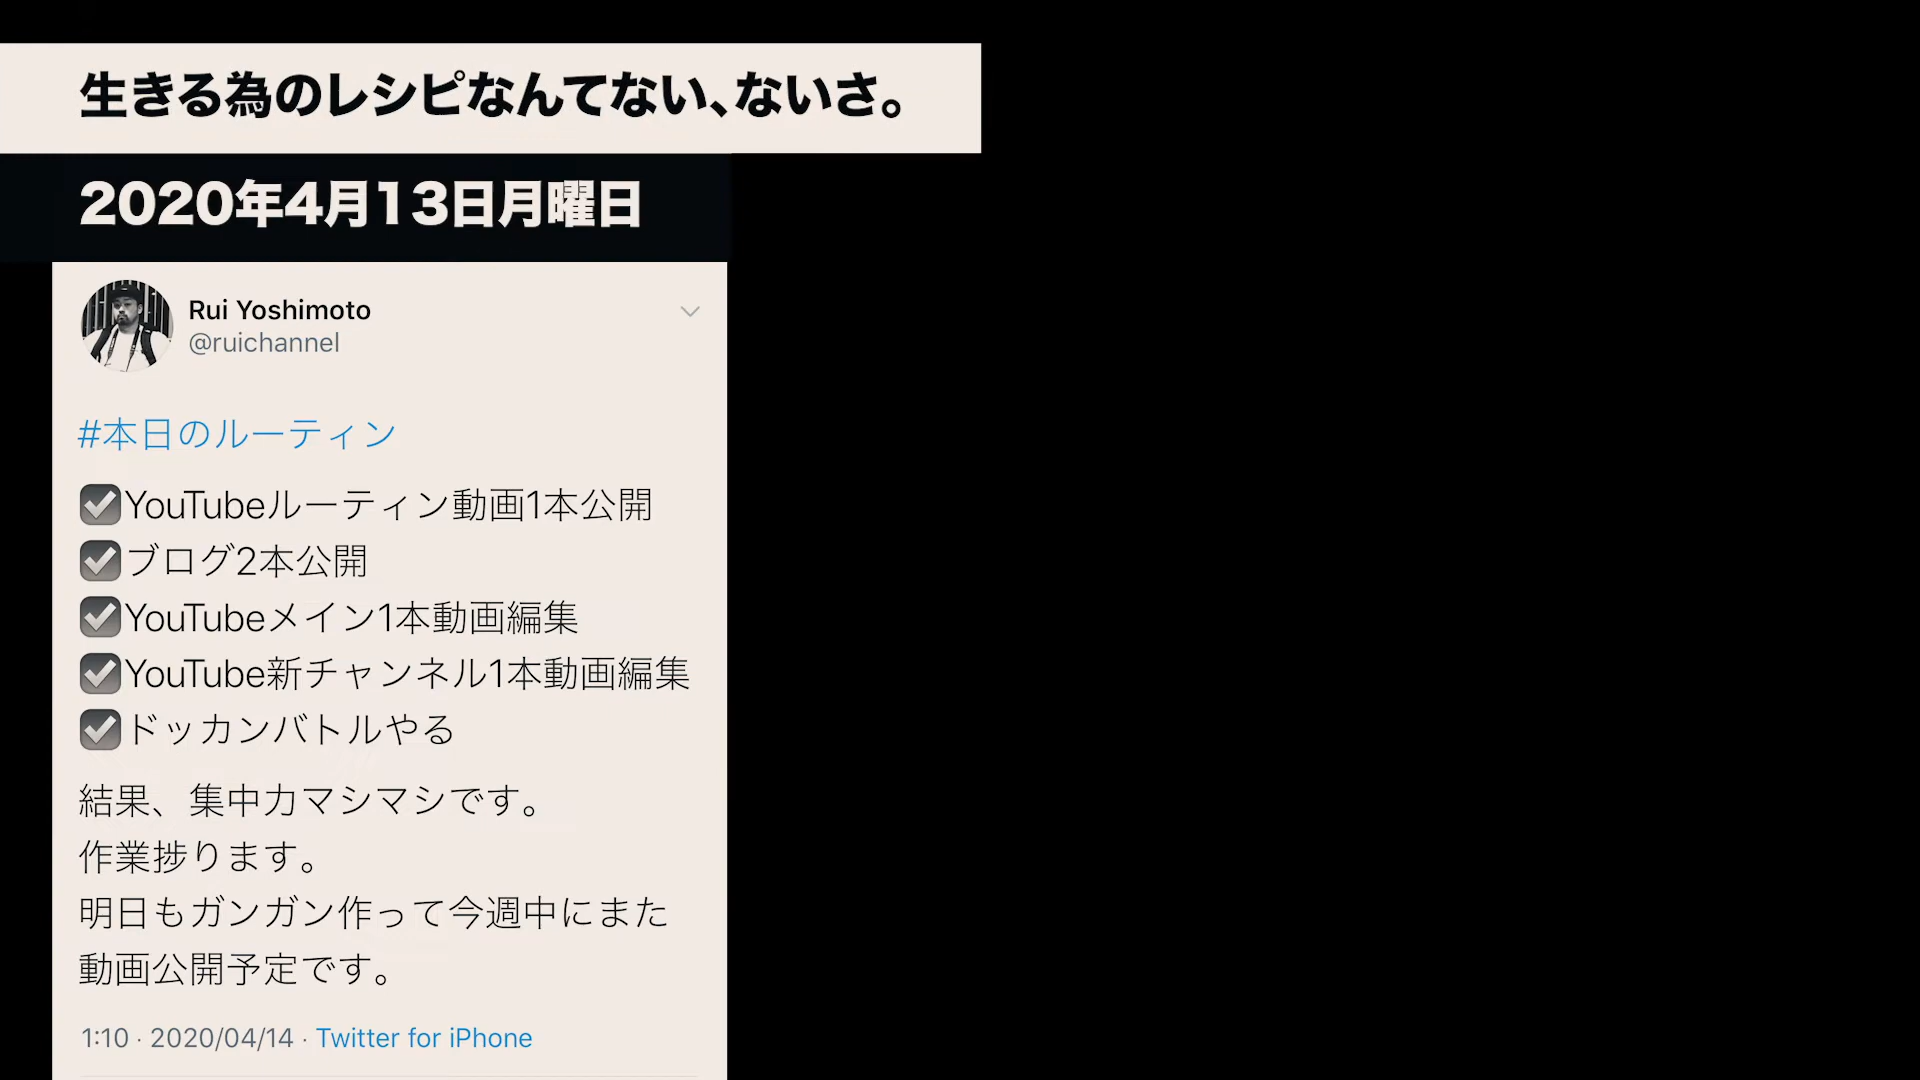 生きる為のレシピなんてない、ないさ。
2020年4月13日月曜日
Rui Yoshimoto
@ruichannel
#本日のルーティン
☑YouTubeルーティン動画1本公開
☑ブログ2本公開
☑YouTubeメイン1本動画編集
☑YouTube新チャンネル1本動画編集
☑ドッカンバトルやる
結果、集中力マシマシです。
作業捗ります。
明日もガンガン作って今週中にまた
動画公開予定です。
1:10 · 2020/04/14 · Twitter for iPhone